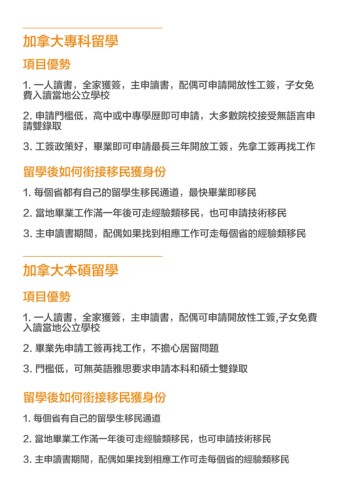 加拿大專科留學
項目優勢
1. 一人讀書，全家獲簽，主申請書，配偶可申請開放性工簽，子女免
費入讀當地公立學校
2. 申請門檻低，高中或中專學歷即可申請，大多數院校接受無語言申
請雙錄取
3. 工簽政策好，畢業即可申請最長三年開放工簽，先拿工簽再找工作
留學後如何銜接移民獲身份
1. 每個省都有自己的留學生移民通道，最快畢業即移民
2. 當地畢業工作滿一年後可走經驗類移民，也可申請技術移民
3. 主申讀書期間，配偶如果找到相應工作可走每個省的經驗類移民
加拿大本碩留學
項目優勢
1. 一人讀書，全家獲簽，主申讀書，配偶可申請開放性工簽,子女免費
入讀當地公立學校
2. 畢業先申請工簽再找工作，不擔心居留問題
3. 門檻低，可無英語雅思要求申請本科和碩士雙錄取
留學後如何銜接移民獲身份
1. 每個省有自己的留學生移民通道
2. 當地畢業工作滿一年後可走經驗類移民，也可申請技術移民
3. 主申讀書期間，配偶如果找到相應工作可走每個省的經驗類移民